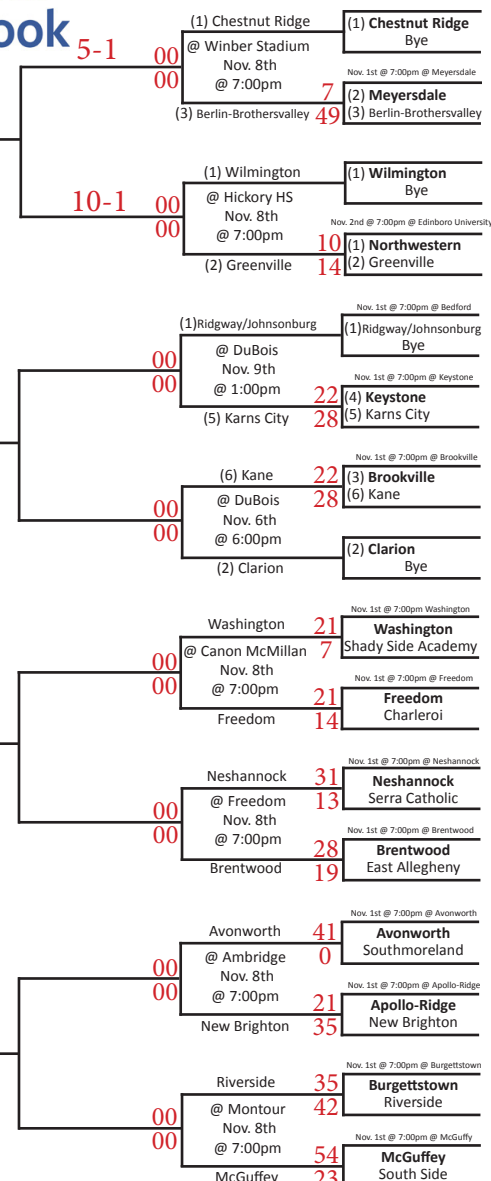 ook
5-1
00
00
(1) Chestnut Ridge
@ Winber Stadium
Nov. 8th
@ 7:00pm
(3) Berlin-Brothersvalley
(1) Chestnut Ridge
Bye
Nov. 1st @ 7:00pm @ Meyersdale
7
49
(2) Meyersdale
(3) Berlin-Brothersvalley
10-1
00
00
(1) Wilmington
@ Hickory HS
Nov. 8th
@ 7:00pm
(2) Greenville
(1) Wilmington
Bye
Nov. 2nd @ 7:00pm @ Edinboro University
10
14
(1) Northwestern
(2) Greenville
00
00
(1)Ridgway/Johnsonburg
@ DuBois
Nov. 9th
@ 1:00pm
(5) Karns City
Nov. 1st @ 7:00pm @ Bedford
(1)Ridgway/Johnsonburg
Bye
Nov. 1st @ 7:00pm @ Keystone
22
28
(4) Keystone
(5) Karns City
00
00
(6) Kane
@ DuBois
Nov. 6th
@ 6:00pm
(2) Clarion
Nov. 1st @ 7:00pm @ Brookville
22
28
(3) Brookville
(6) Kane
(2) Clarion
Bye
00
00
Washington
@ Canon McMillan
Nov. 8th
@ 7:00pm
Freedom
Nov. 1st @ 7:00pm Washington
21
7
Washington
Shady Side Academy
Nov. 1st @ 7:00pm @ Freedom
21
14
Freedom
Charleroi
00
00
Neshannock
@ Freedom
Nov. 8th
@ 7:00pm
Brentwood
Nov. 1st @ 7:00pm @ Neshannock
31
13
Neshannock
Serra Catholic
Nov. 1st @ 7:00pm @ Brentwood
28
19
Brentwood
East Allegheny
00
00
Avonworth
@ Ambridge
Nov. 8th
@ 7:00pm
New Brighton
Nov. 1st @ 7:00pm @ Avonworth
41
0
Avonworth
Southmoreland
Nov. 1st @ 7:00pm @ Apollo-Ridge
21
35
Apollo-Ridge
New Brighton
00
00
Riverside
@ Montour
Nov. 8th
@ 7:00pm
McGuffey
Nov. 1st @ 7:00pm @ Burgettstown
35
42
Burgettstown
Riverside
Nov. 1st @ 7:00pm @ McGuffy
54
23
McGuffey
South Side